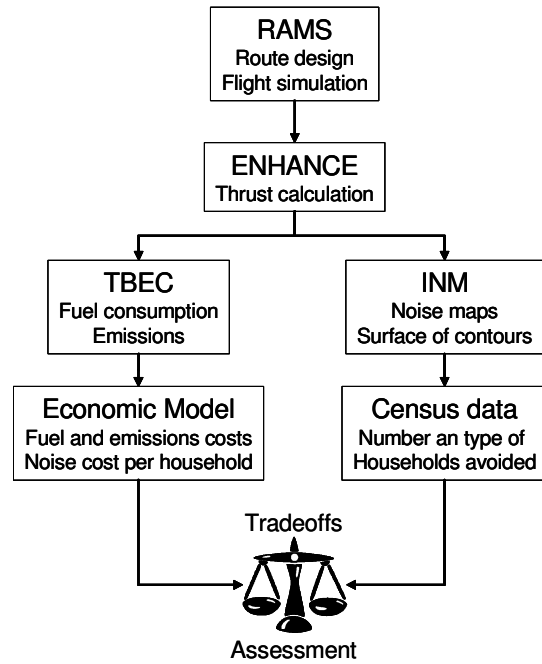 RAMS
Route design
Flight simulation
ENHANCE
Thrust calculation
TBEC
Fuel consumption
Emissions
INM
Noise maps
Surface of contours
Economic Model
Fuel and emissions costs
Noise cost per household
Census data
Number an type of
Households avoided
Tradeoffs
Assessment